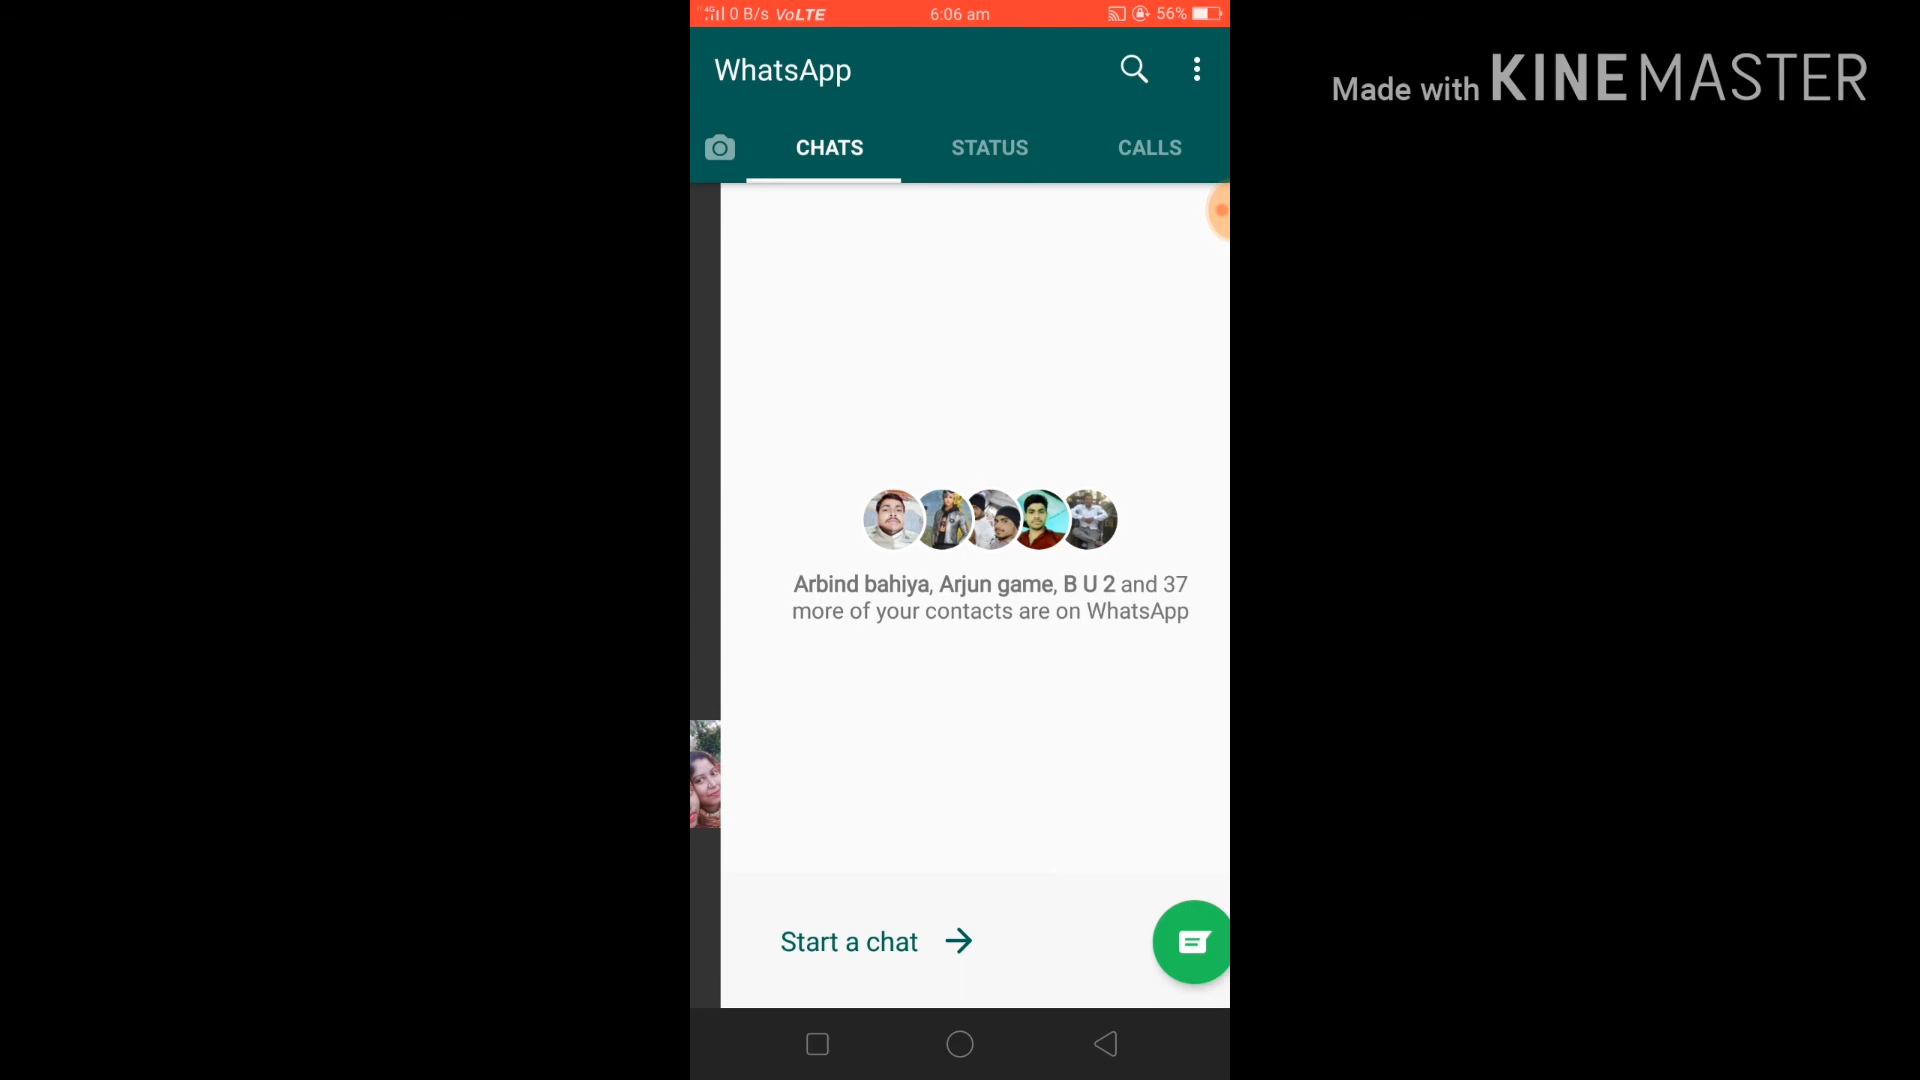 4G 0 B/s VoLTE 6:06 am 56%
Made with KINEMASTER
WhatsApp
CHATS STATUS CALLS
Arbind bahiya, Arjun game, B U 2 and 37
more of your contacts are on WhatsApp
Start a chat